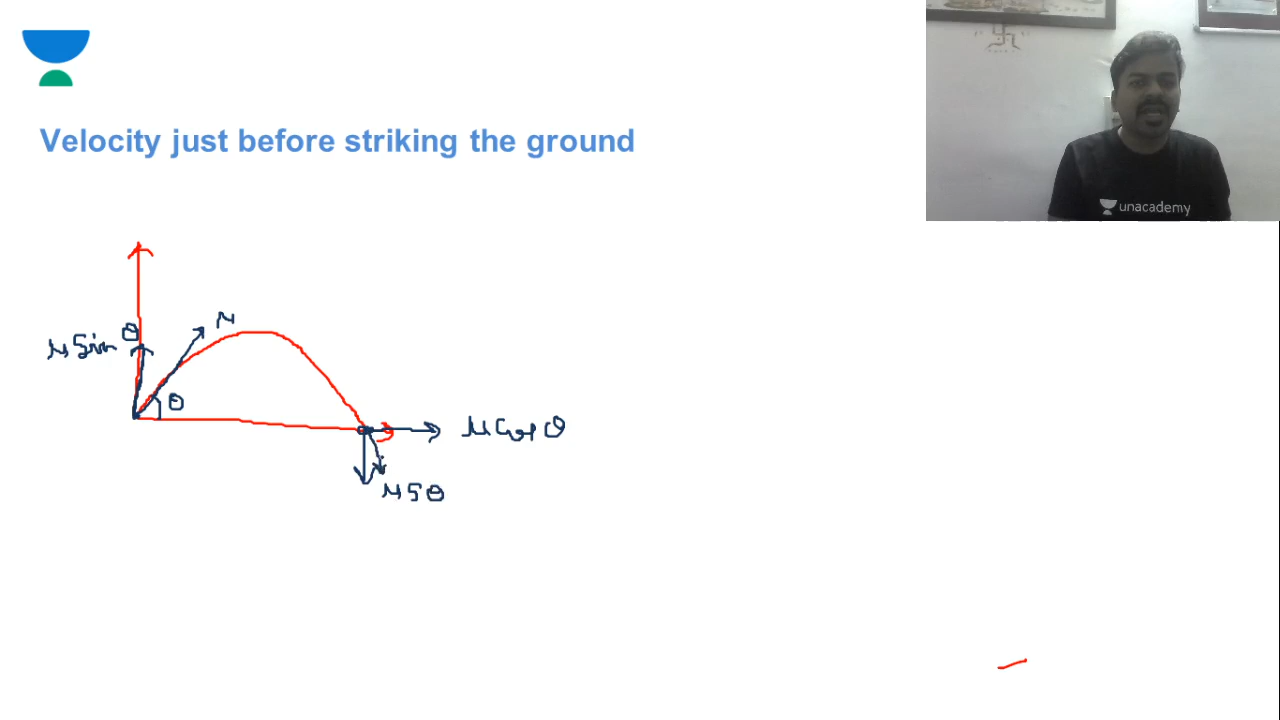 Velocity just before striking the ground
unacademy
u
u Sin θ
θ
u Cos θ
u S θ